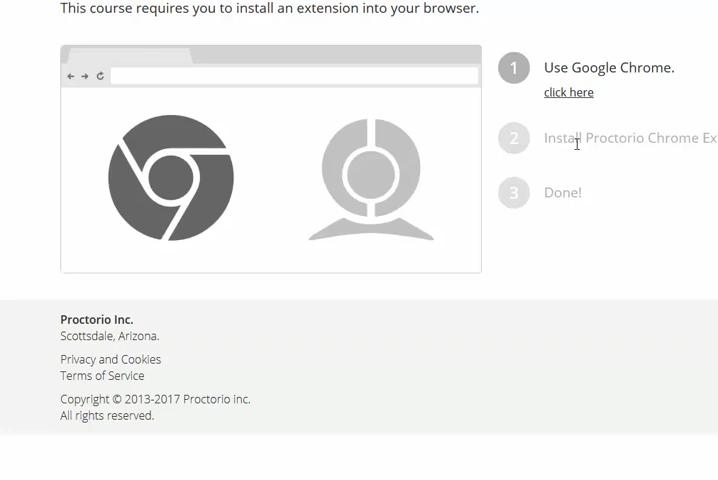 This course requires you to install an extension into your browser.
1 Use Google Chrome.
click here
2 Install Proctorio Chrome Ex
3 Done!
Proctorio Inc.
Scottsdale, Arizona.
Privacy and Cookies
Terms of Service
Copyright © 2013-2017 Proctorio inc.
All rights reserved.